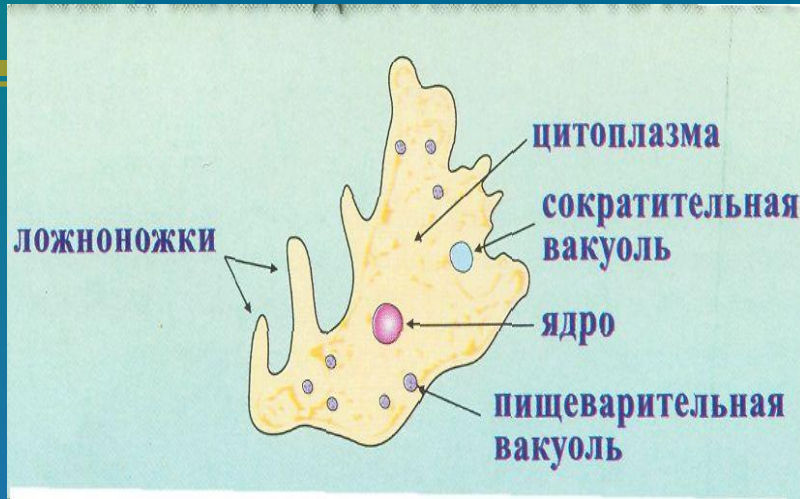 цитоплазма
сократительная
вакуоль
ложноножки
ядро
пищеварительная
вакуоль